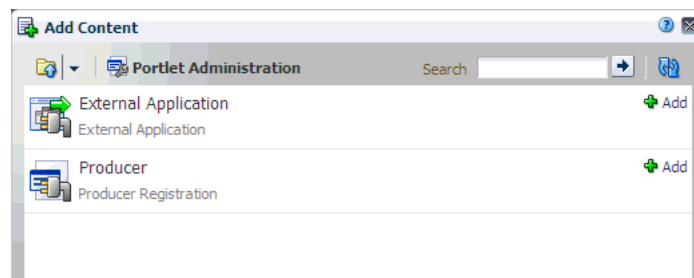 Add Content
Portlet Administration Search
External Application Add
External Application
Producer Add
Producer Registration